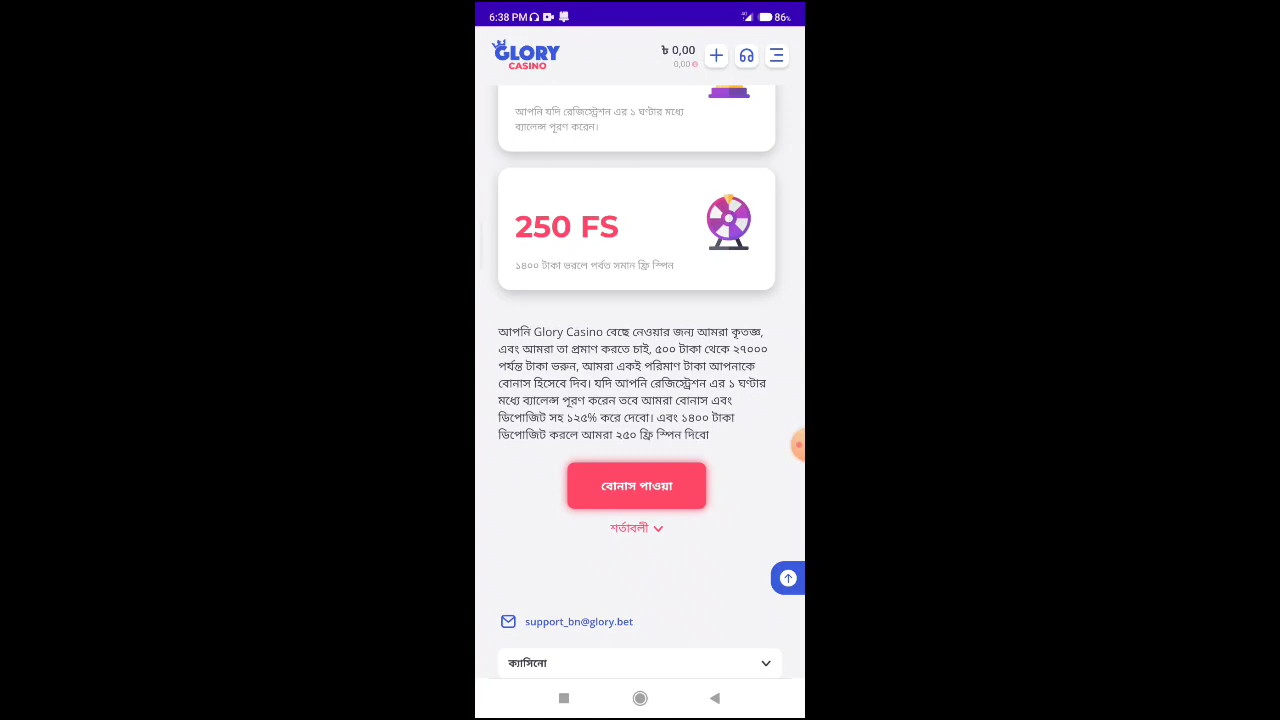 6:38 PM
86%
GLORY
CASINO
৳ 0,00
0,00
আপনি যদি রেজিস্ট্রেশন এর ১ ঘণ্টার মধ্যে
ব্যালেন্স পূরণ করেন।
250 FS
১৪০০ টাকা ভরলে পর্বত সমান ফ্রি স্পিন
আপনি Glory Casino বেছে নেওয়ার জন্য আমরা কৃতজ্ঞ,
এবং আমরা তা প্রমাণ করতে চাই, ৫০০ টাকা থেকে ২৭০০০
পর্যন্ত টাকা ভরুন, আমরা একই পরিমাণ টাকা আপনাকে
বোনাস হিসেবে দিব। যদি আপনি রেজিস্ট্রেশন এর ১ ঘণ্টার
মধ্যে ব্যালেন্স পূরণ করেন তবে আমরা বোনাস এবং
ডিপোজিট সহ ১২৫% করে দেবো। এবং ১৪০০ টাকা
ডিপোজিট করলে আমরা ২৫০ ফ্রি স্পিন দিবো
বোনাস পাওয়া
শর্তাবলী
support_bn@glory.bet
ক্যাসিনো